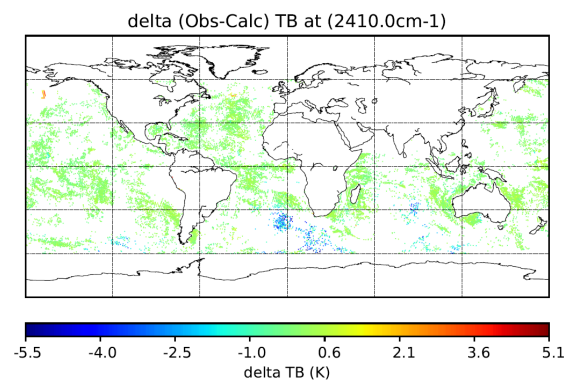 delta (Obs-Calc) TB at (2410.0cm-1)
-5.5 -4.0 -2.5 -1.0 0.6 2.1 3.6 5.1
delta TB (K)